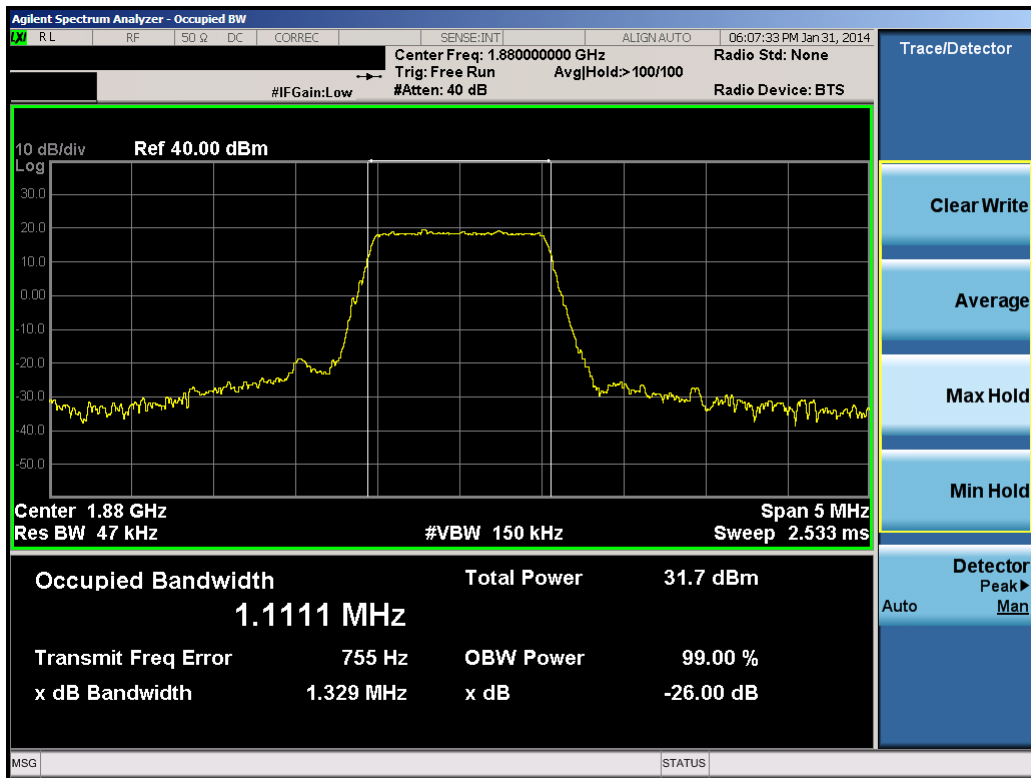 Agilent Spectrum Analyzer - Occupied BW
LXI RL RF 50 Ω DC CORREC SENSE:INT ALIGN AUTO 06:07:33 PM Jan 31, 2014
Center Freq: 1.880000000 GHz Radio Std: None
Trig: Free Run Avg|Hold:>100/100
#IFGain:Low #Atten: 40 dB Radio Device: BTS
10 dB/div Ref 40.00 dBm
Log
30.0
20.0
10.0
0.00
-10.0
-20.0
-30.0
-40.0
-50.0
Center 1.88 GHz Span 5 MHz
Res BW 47 kHz #VBW 150 kHz Sweep 2.533 ms
Occupied Bandwidth Total Power 31.7 dBm
1.1111 MHz
Transmit Freq Error 755 Hz OBW Power 99.00 %
x dB Bandwidth 1.329 MHz x dB -26.00 dB
MSG STATUS
Trace/Detector
Clear Write
Average
Max Hold
Min Hold
Detector
Peak▶
Auto Man